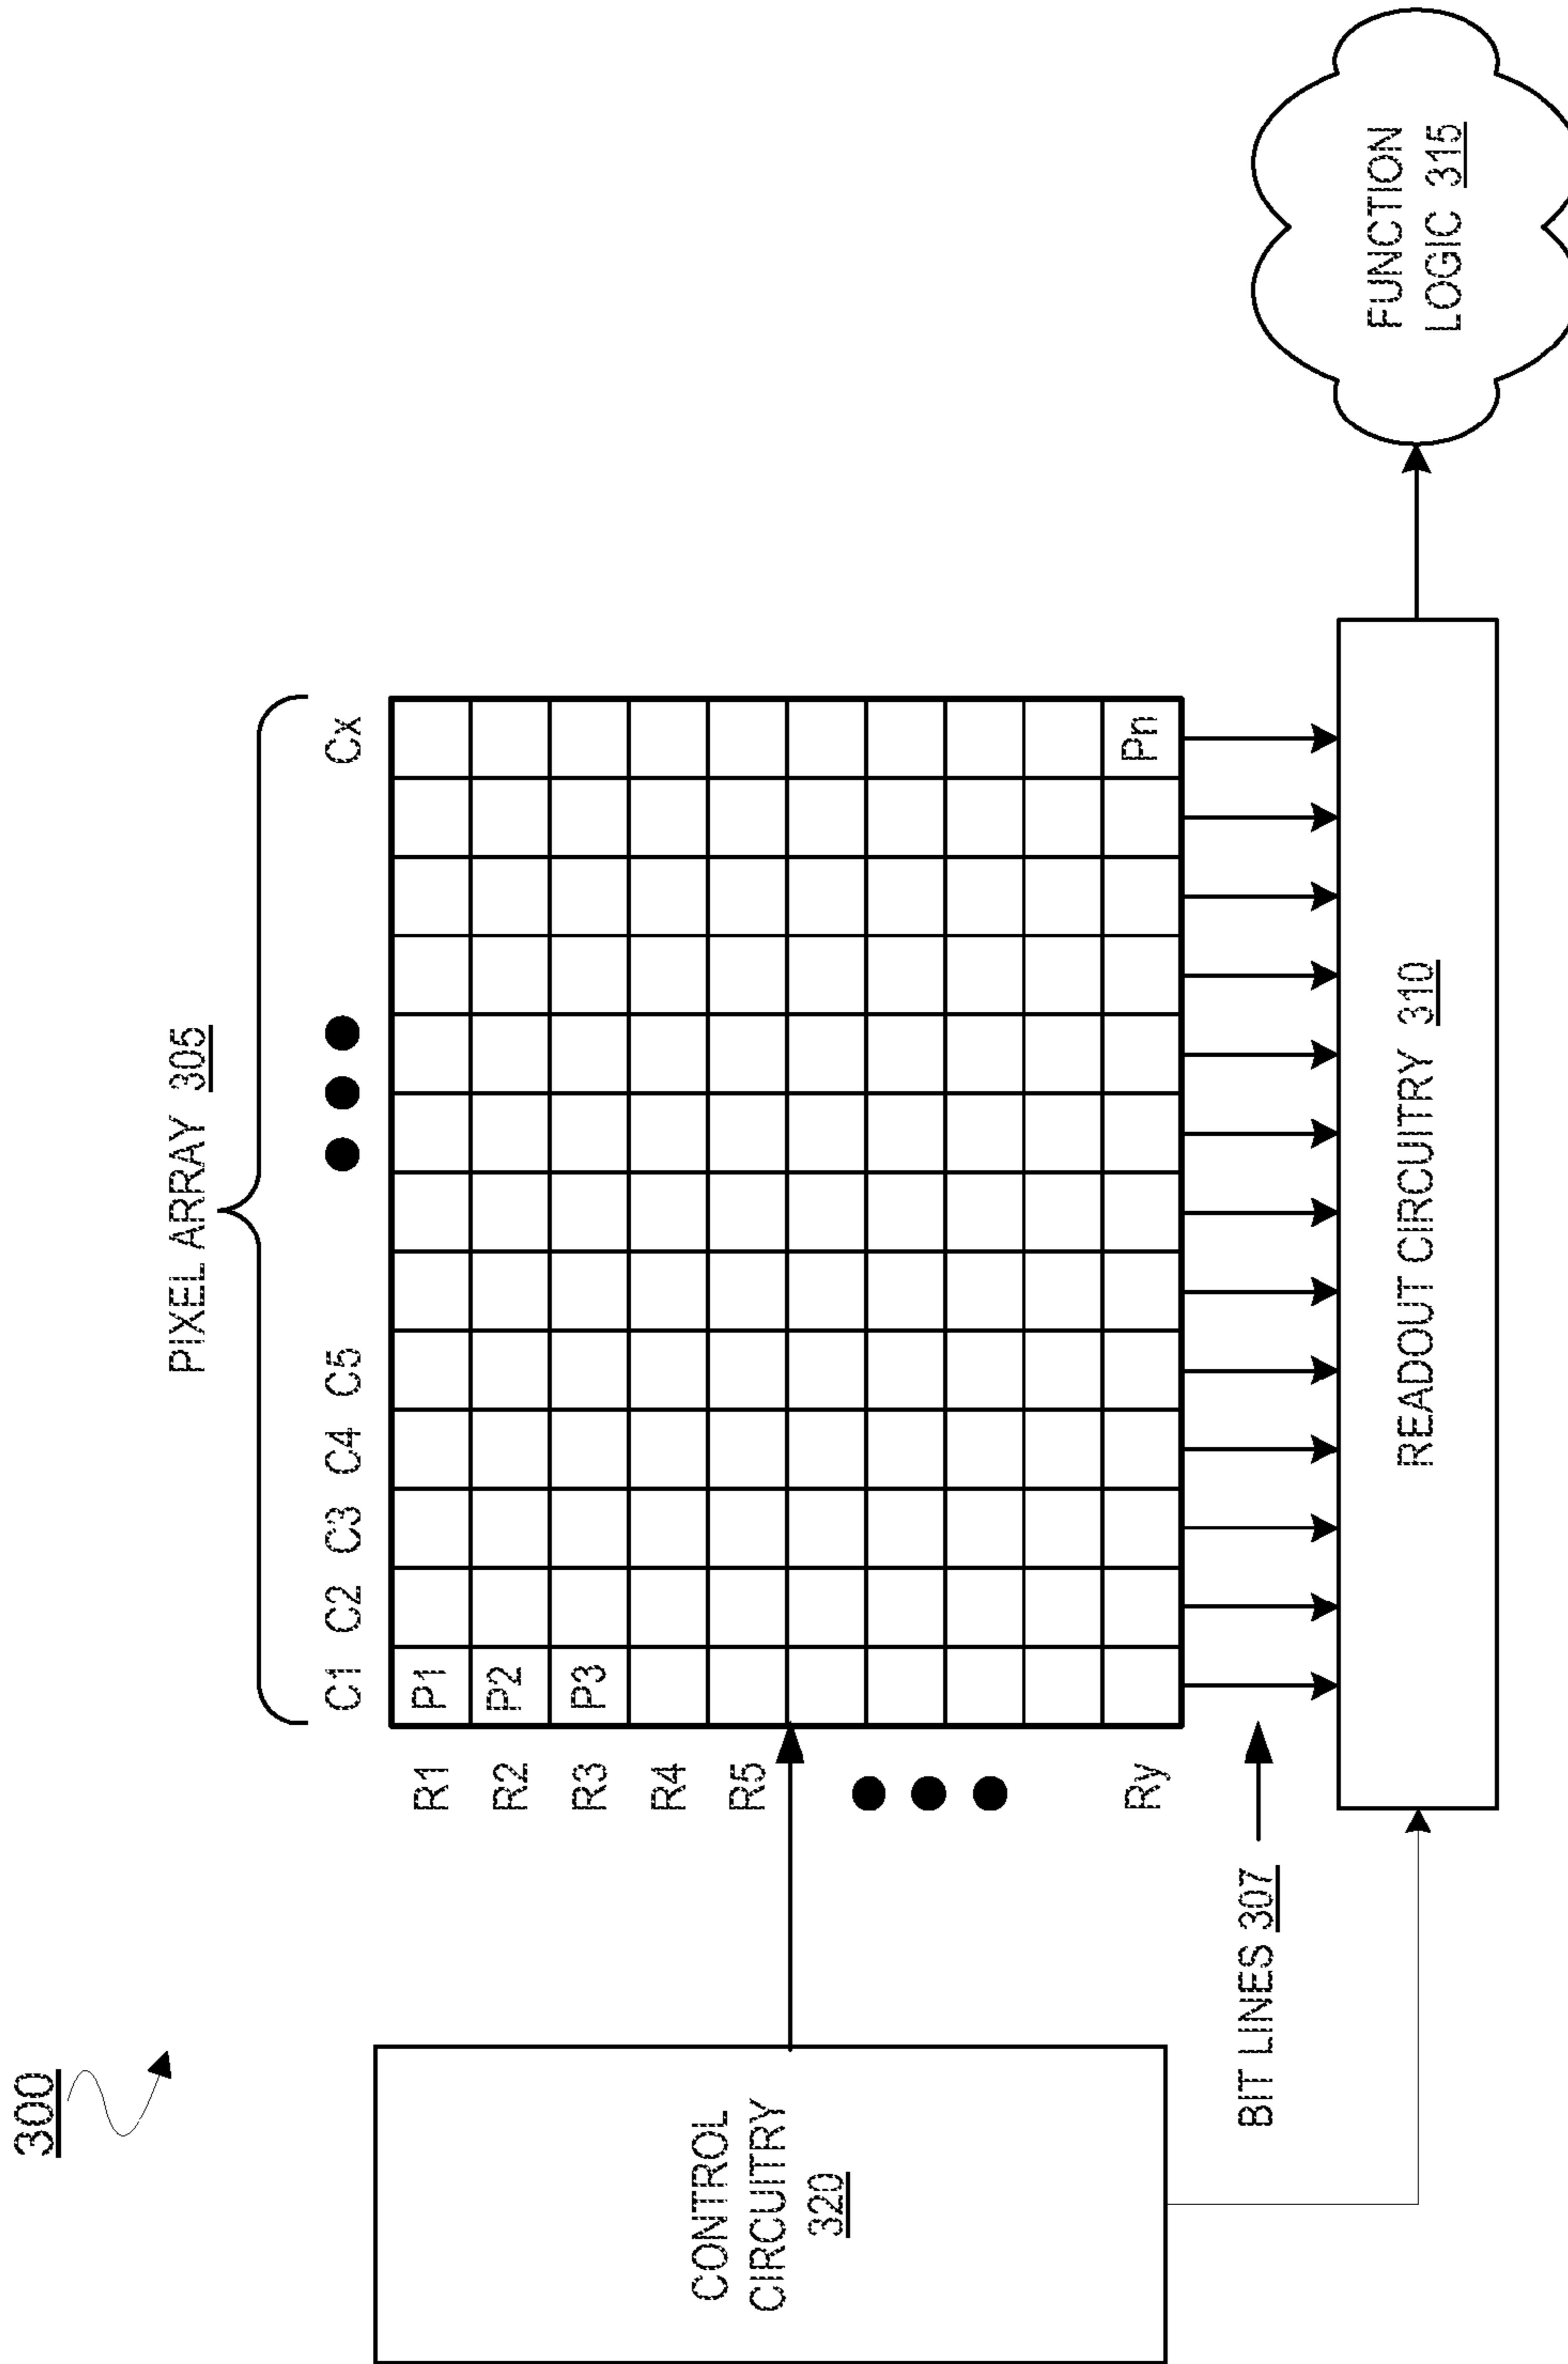 300
PIXEL ARRAY 305
C1 C2 C3 C4 C5 Cx
R1 P1
R2 P2
R3 P3
R4
R5
Ry Pn
CONTROL
CIRCUITRY
320
BIT LINES 307
READOUT CIRCUITRY 310
FUNCTION
LOGIC 315